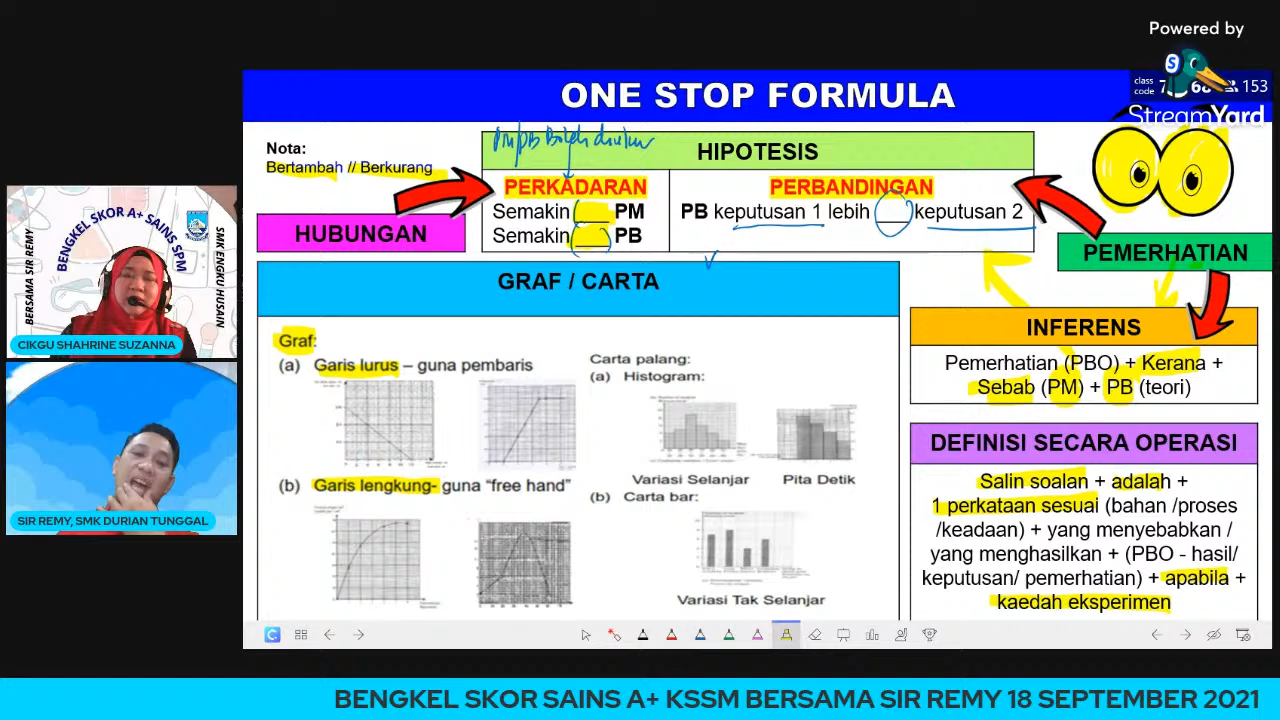 Powered by
StreamYard
class
code
153
ONE STOP FORMULA
Nota:
Bertambah // Berkurang
HUBUNGAN
HIPOTESIS
PERKADARAN
Semakin ___ PM
Semakin ___ PB
PERBANDINGAN
PB keputusan 1 lebih keputusan 2
PEMERHATIAN
INFERENS
Pemerhatian (PBO) + Kerana +
Sebab (PM) + PB (teori)
DEFINISI SECARA OPERASI
Salin soalan + adalah +
1 perkataan sesuai (bahan /proses
/keadaan) + yang menyebabkan /
yang menghasilkan + (PBO - hasil/
keputusan/ pemerhatian) + apabila +
kaedah eksperimen
GRAF / CARTA
Graf:
(a) Garis lurus – guna pembaris
(b) Garis lengkung- guna “free hand”
Carta palang:
(a) Histogram:
Variasi Selanjar
Pita Detik
(b) Carta bar:
Variasi Tak Selanjar
BERSAMA SIR REMY
BENGKEL SKOR A+ SAINS SPM
SMK ENGKU HUSAIN
CIKGU SHAHRINE SUZANNA
SIR REMY, SMK DURIAN TUNGGAL
BENGKEL SKOR SAINS A+ KSSM BERSAMA SIR REMY 18 SEPTEMBER 2021